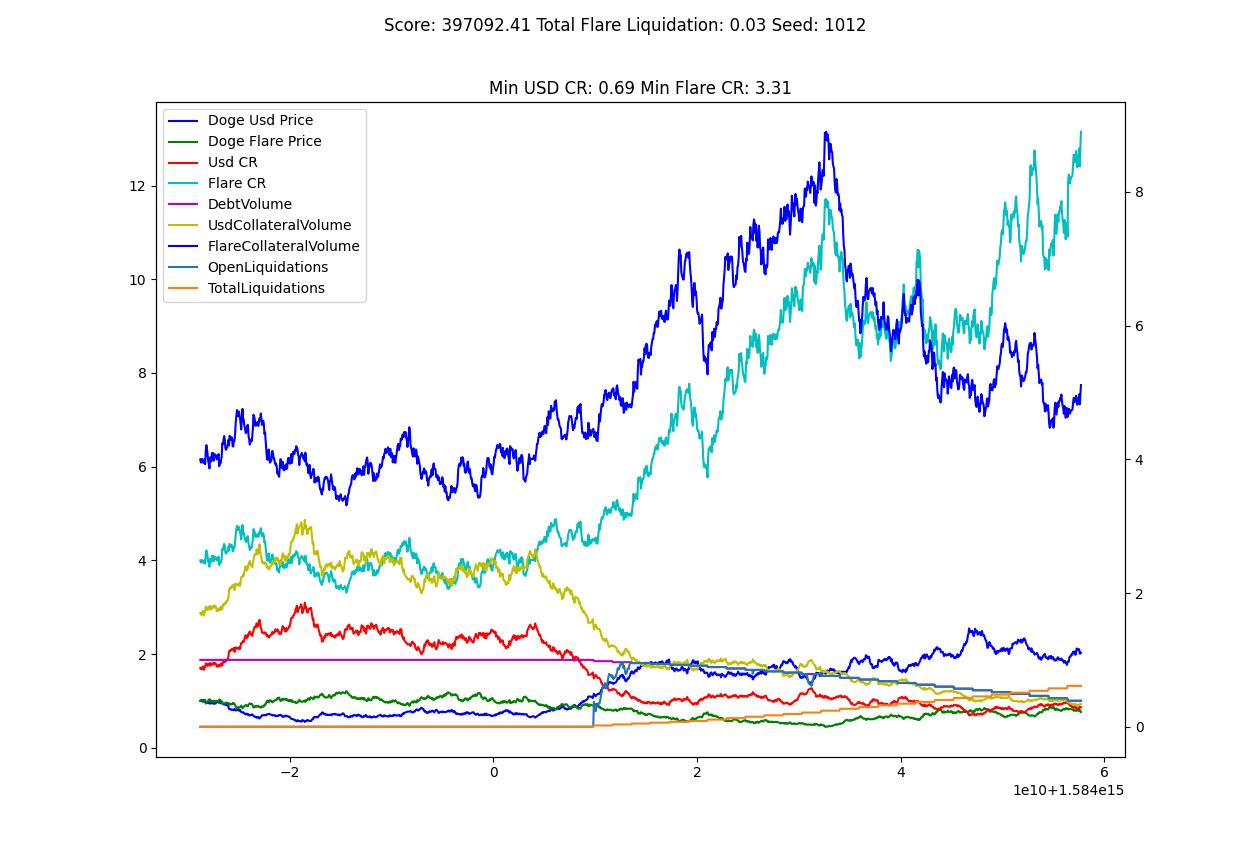 Score: 397092.41 Total Flare Liquidation: 0.03 Seed: 1012
Min USD CR: 0.69 Min Flare CR: 3.31
Doge Usd Price
Doge Flare Price
Usd CR
Flare CR
DebtVolume
UsdCollateralVolume
FlareCollateralVolume
OpenLiquidations
TotalLiquidations
12
10
8
6
4
2
0
8
6
4
2
0
−2
0
2
4
6
1e10+1.584e15